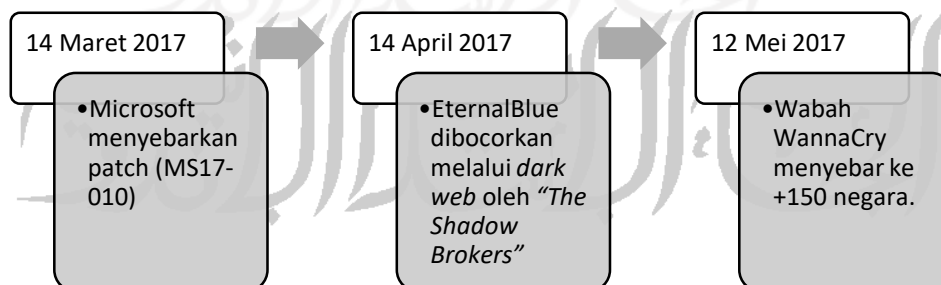 14 Maret 2017
•Microsoft
menyebarkan
patch (MS17-
010)
14 April 2017
•EternalBlue
dibocorkan
melalui dark
web oleh “The
Shadow
Brokers”
12 Mei 2017
•Wabah
WannaCry
menyebar ke
+150 negara.